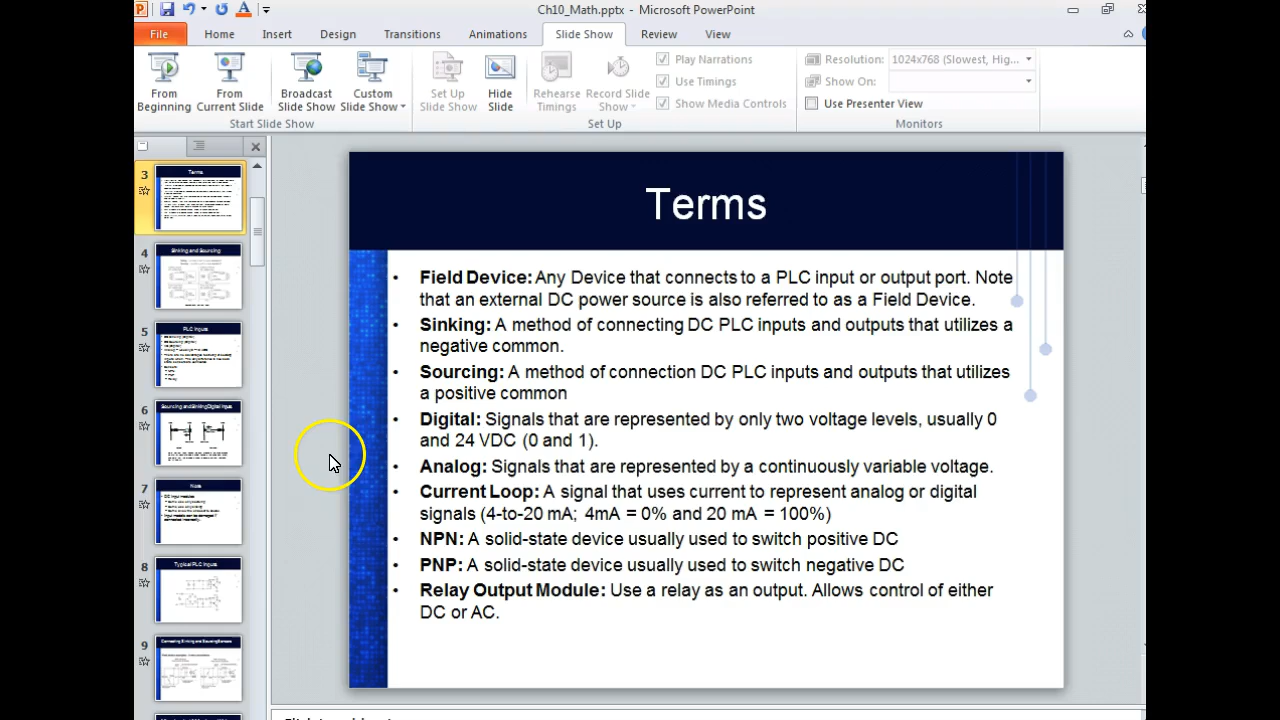 Ch10_Math.pptx - Microsoft PowerPoint
File Home Insert Design Transitions Animations Slide Show Review View
From Beginning
From Current Slide
Broadcast Slide Show
Custom Slide Show
Set Up Slide Show
Hide Slide
Rehearse Timings
Record Slide Show
Play Narrations
Use Timings
Show Media Controls
Resolution: 1024x768 (Slowest, Hig...
Show On:
Use Presenter View
Start Slide Show Set Up Monitors
3
Terms
4
Sinking and Sourcing
5
PLC Inputs
6
Sourcing and Sinking Digital Input
7
Note
8
Typical PLC Inputs
9
Connecting Sinking and Sourcing Sensors
Terms
• Field Device: Any Device that connects to a PLC input or output port. Note
that an external DC power source is also referred to as a Field Device.
• Sinking: A method of connecting DC PLC inputs and outputs that utilizes a
negative common.
• Sourcing: A method of connection DC PLC inputs and outputs that utilizes
a positive common
• Digital: Signals that are represented by only two voltage levels, usually 0
and 24 VDC (0 and 1).
• Analog: Signals that are represented by a continuously variable voltage.
• Current Loop: A signal that uses current to represent analog or digital
signals (4-to-20 mA; 4mA = 0% and 20 mA = 100%)
• NPN: A solid-state device usually used to switch positive DC
• PNP: A solid-state device usually used to switch negative DC
• Relay Output Module: Use a relay as an output. Allows control of either
DC or AC.